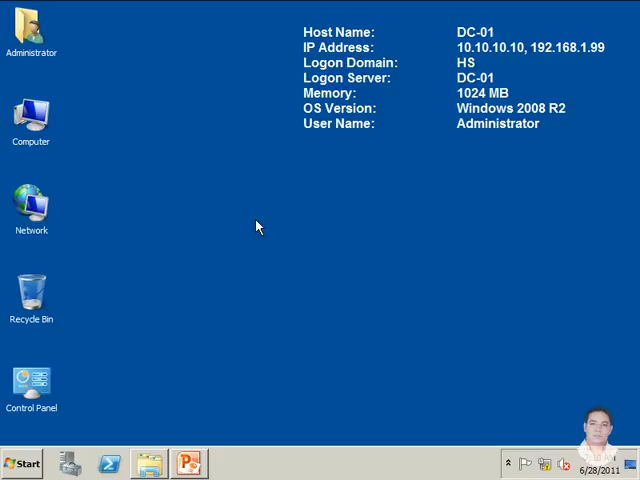 Administrator
Computer
Network
Recycle Bin
Control Panel
Host Name: DC-01
IP Address: 10.10.10.10, 192.168.1.99
Logon Domain: HS
Logon Server: DC-01
Memory: 1024 MB
OS Version: Windows 2008 R2
User Name: Administrator
Start
6/28/2011